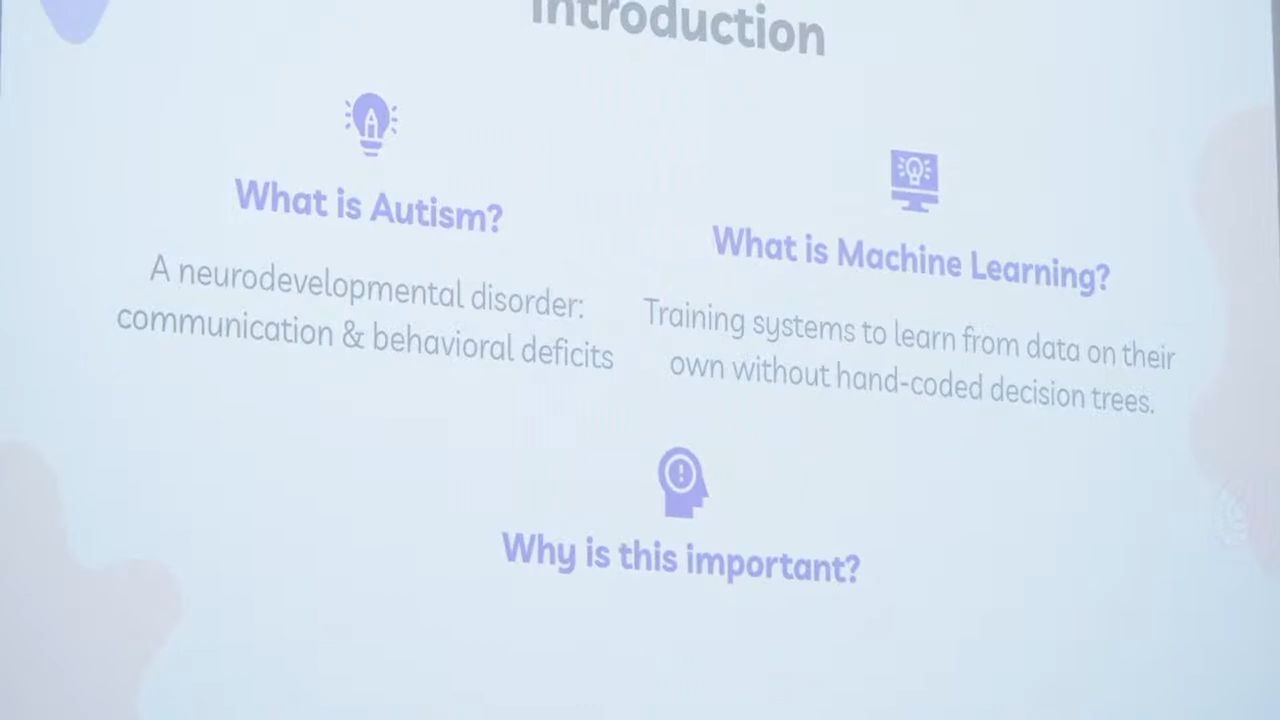 Introduction
What is Autism?
A neurodevelopmental disorder:
communication & behavioral deficits
What is Machine Learning?
Training systems to learn from data on their
own without hand-coded decision trees.
Why is this important?